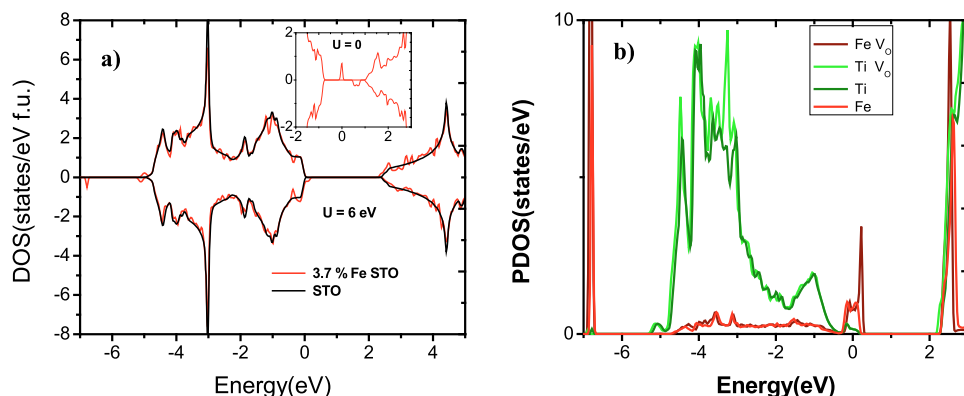 8
6
4
2
0
-2
-4
-6
-8
DOS(states/eV f.u.)
a)
2
0
-2
U = 0
-2
0
2
U = 6 eV
3.7 % Fe STO
STO
-6
-4
-2
0
2
4
Energy(eV)
10
0
PDOS(states/eV)
b)
Fe V_O
Ti V_O
Ti
Fe
-6
-4
-2
0
2
Energy(eV)